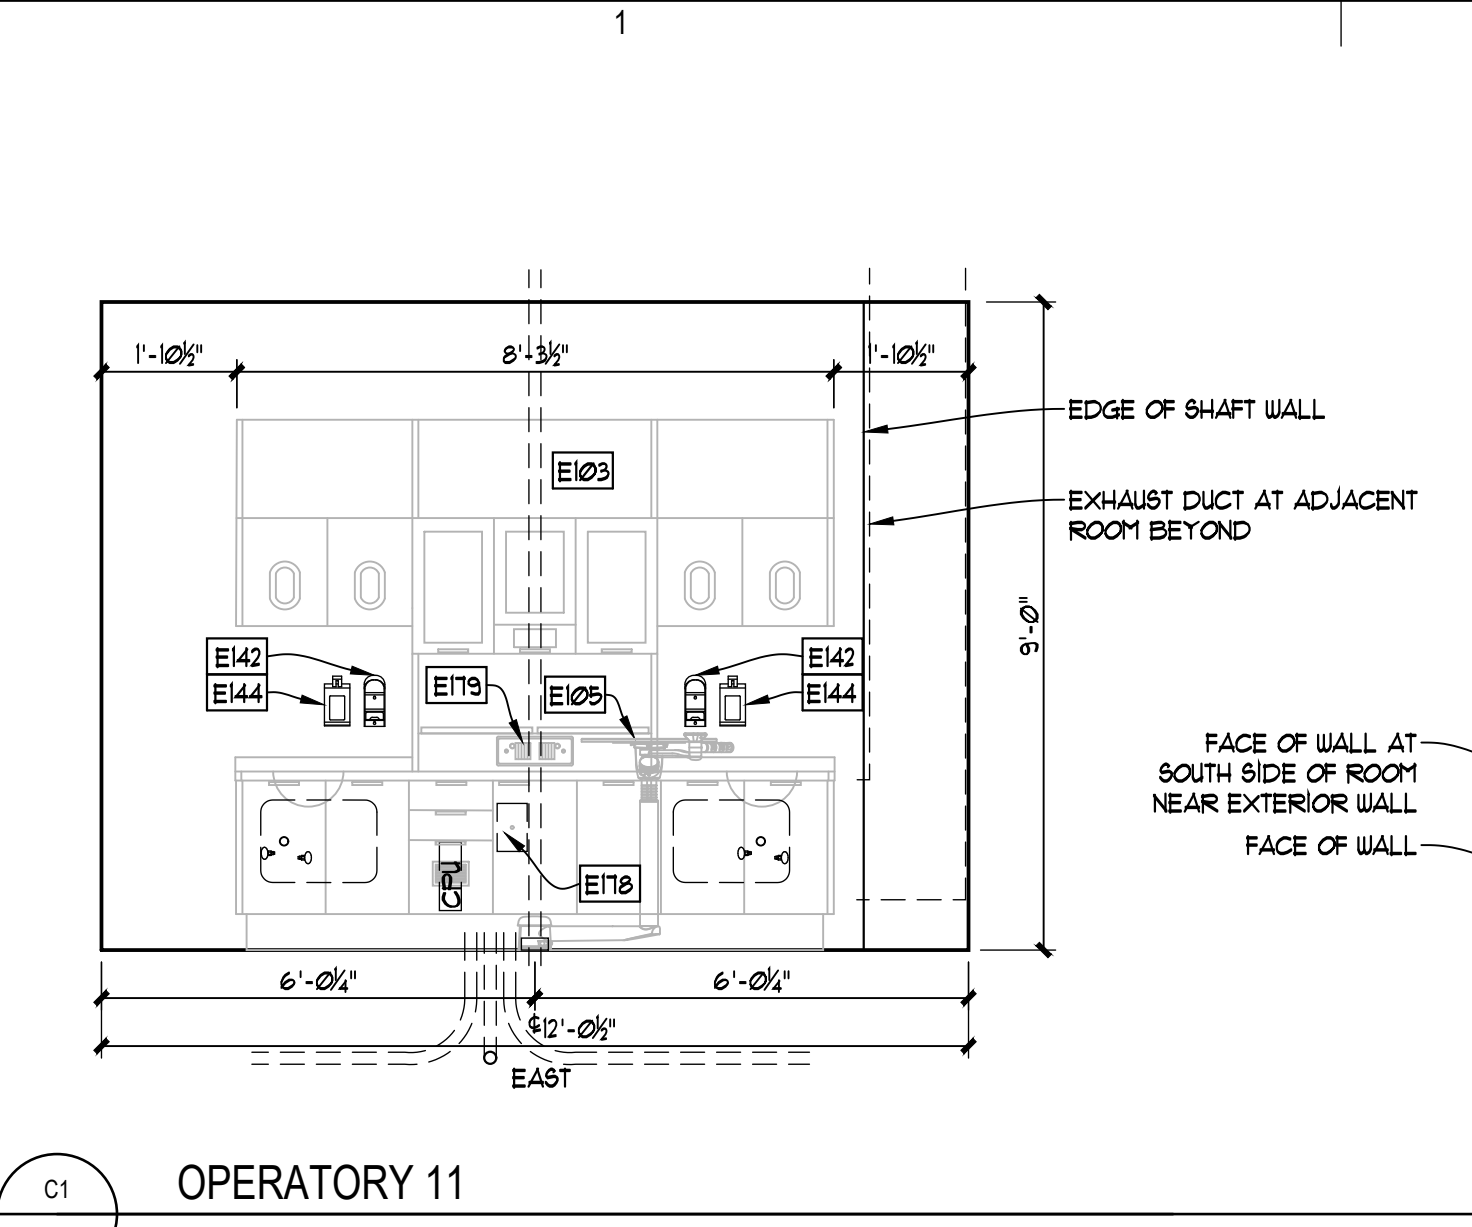 1
1'-10½"
8'-3½"
1'-10½"
EDGE OF SHAFT WALL
E103
EXHAUST DUCT AT ADJACENT
ROOM BEYOND
9'-0"
E142
E144
E179
E105
E142
E144
FACE OF WALL AT
SOUTH SIDE OF ROOM
NEAR EXTERIOR WALL
FACE OF WALL
CPU
E178
6'-0¼"
6'-0¼"
℄12'-0½"
EAST
C1
OPERATORY 11